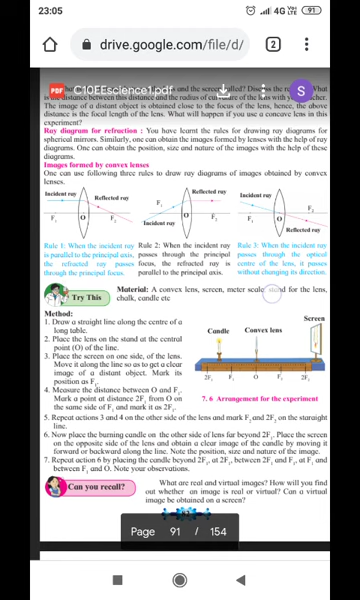 23:05
4G
91
drive.google.com/file/d/
2
PDF C10EEscience1.pdf
S
The image of a distant object is obtained close to the focus of the lens, hence, the above
distance is the focal length of the lens. What will happen if you use a concave lens in this
experiment?
Ray diagram for refraction : You have learnt the rules for drawing ray diagrams for
spherical mirrors. Similarly, one can obtain the images formed by lenses with the help of ray
diagrams. One can obtain the position, size and nature of the images with the help of these
diagrams.
Images formed by convex lenses
One can use following three rules to draw ray diagrams of images obtained by convex
lenses.
Incident ray
Reflected ray
F1
O
F2
Reflected ray
F1
Incident ray
O
F2
Incident ray
F1
O
F2
Reflected ray
Rule 1: When the incident ray
is parallel to the principal axis,
the refracted ray passes
through the principal focus.
Rule 2: When the incident ray
passes through the principal
focus, the refracted ray is
parallel to the principal axis.
Rule 3: When the incident ray
passes through the optical
centre of the lens, it passes
without changing its direction.
Try This
Material: A convex lens, screen, meter scale, stand for the lens,
chalk, candle etc
Method:
1. Draw a straight line along the centre of a
long table.
2. Place the lens on the stand at the central
point (O) of the line.
3. Place the screen on one side, of the lens.
Move it along the line so as to get a clear
image of a distant object. Mark its
position as F1.
4. Measure the distance between O and F1.
Mark a point at distance 2F1 from O on
the same side of F1 and mark it as 2F1.
Screen
Candle
Convex lens
2F1 F1 O F2 2F2
7. 6 Arrangement for the experiment
5. Repeat actions 3 and 4 on the other side of the lens and mark F2 and 2F2 on the staright
line.
6. Now place the burning candle on the other side of lens far beyond 2F1. Place the screen
on the opposite side of the lens and obtain a clear image of the candle by moving it
forward or backward along the line. Note the position, size and nature of the image.
7. Repeat action 6 by placing the candle beyond 2F1, at 2F1, between 2F1 and F1, at F1 and
between F1 and O. Note your observations.
Can you recall?
What are real and virtual images? How will you find
out whether an image is real or virtual? Can a virtual
image be obtained on a screen?
Page 91 / 154